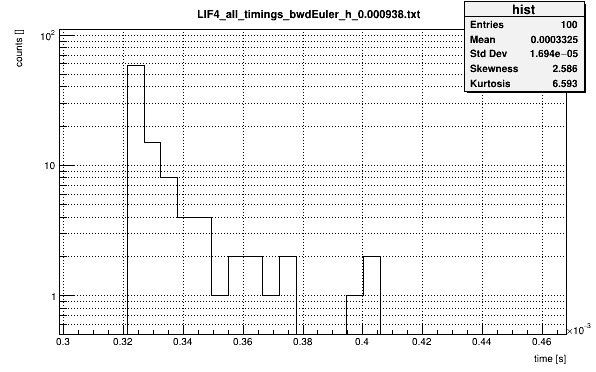 LIF4_all_timings_bwdEuler_h_0.000938.txt
hist
Entries 100
Mean 0.0003325
Std Dev 1.694e−05
Skewness 2.586
Kurtosis 6.593
counts []
10²
10
1
0.3 0.32 0.34 0.36 0.38 0.4 0.42 0.44 0.46
×10⁻³
time [s]